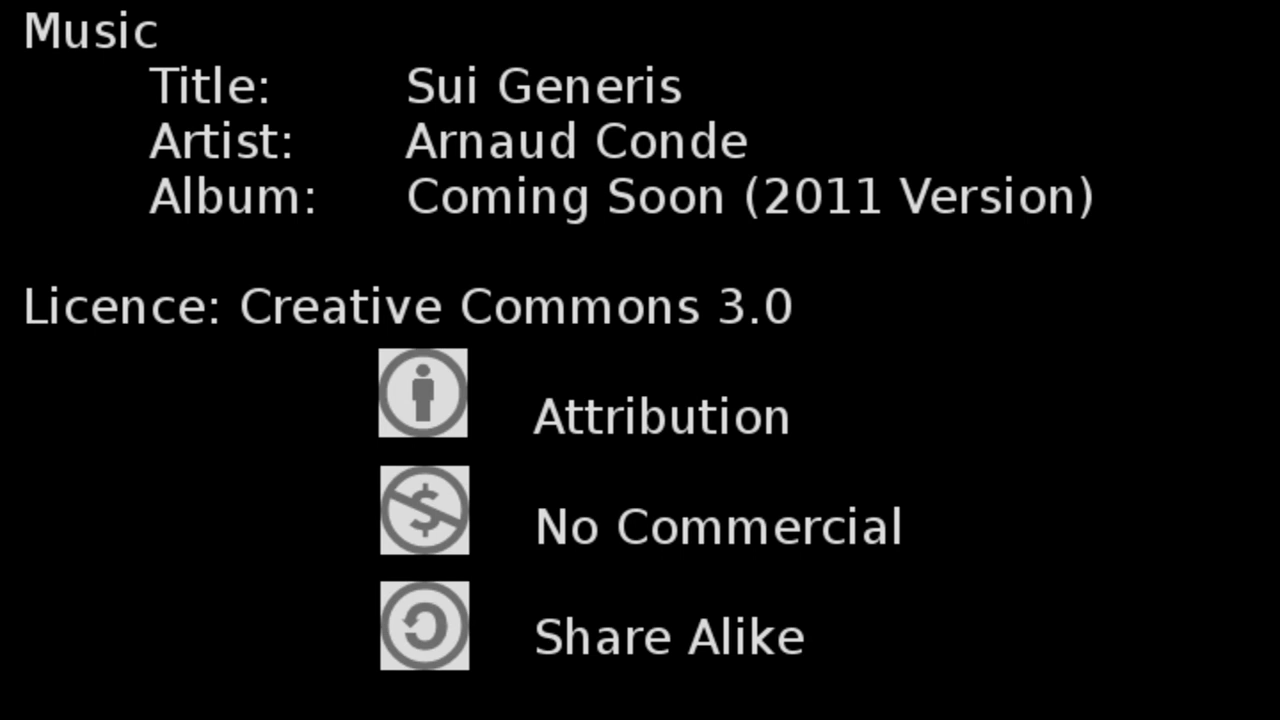 Music
Title: Sui Generis
Artist: Arnaud Conde
Album: Coming Soon (2011 Version)
Licence: Creative Commons 3.0
Attribution
No Commercial
Share Alike